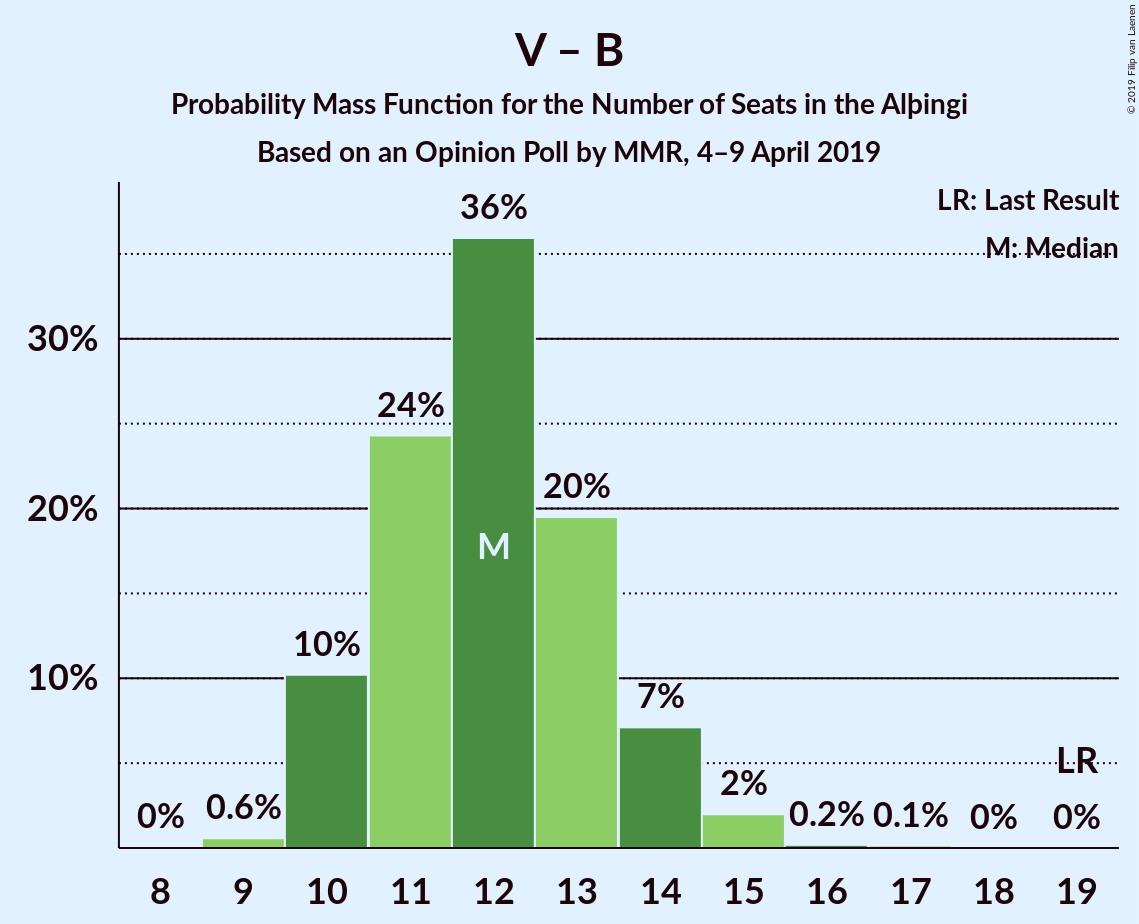 V – B
Probability Mass Function for the Number of Seats in the Alþingi
Based on an Opinion Poll by MMR, 4–9 April 2019
© 2019 Filip van Laenen
LR: Last Result
M: Median
30%
20%
10%
0%
0.6%
10%
24%
36%
M
20%
7%
2%
0.2%
0.1%
0%
LR
0%
8 9 10 11 12 13 14 15 16 17 18 19